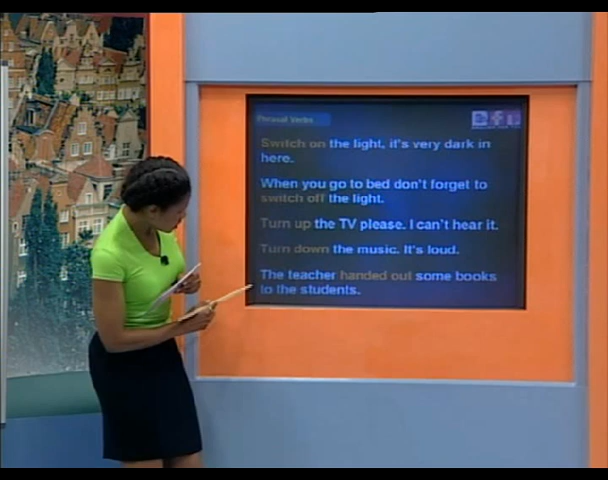 Phrasal Verbs
Switch on the light, it's very dark in
here.
When you go to bed don't forget to
switch off the light.
Turn up the TV please. I can't hear it.
Turn down the music. It's loud.
The teacher handed out some books
to the students.